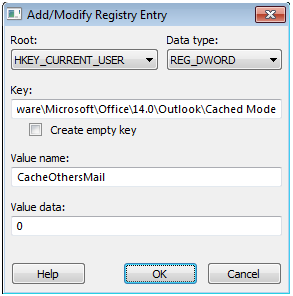 Add/Modify Registry Entry
Root: Data type:
HKEY_CURRENT_USER REG_DWORD
Key:
ware\Microsoft\Office\14.0\Outlook\Cached Mode
Create empty key
Value name:
CacheOthersMail
Value data:
0
Help OK Cancel